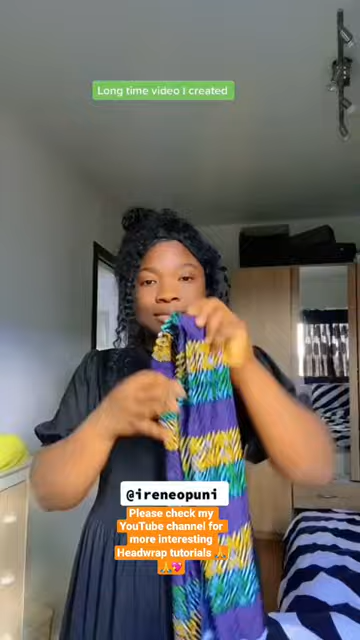 Long time video I created
@ireneopuni
Please check my
YouTube channel for
more interesting
Headwrap tutorials 🙏
🙏💖